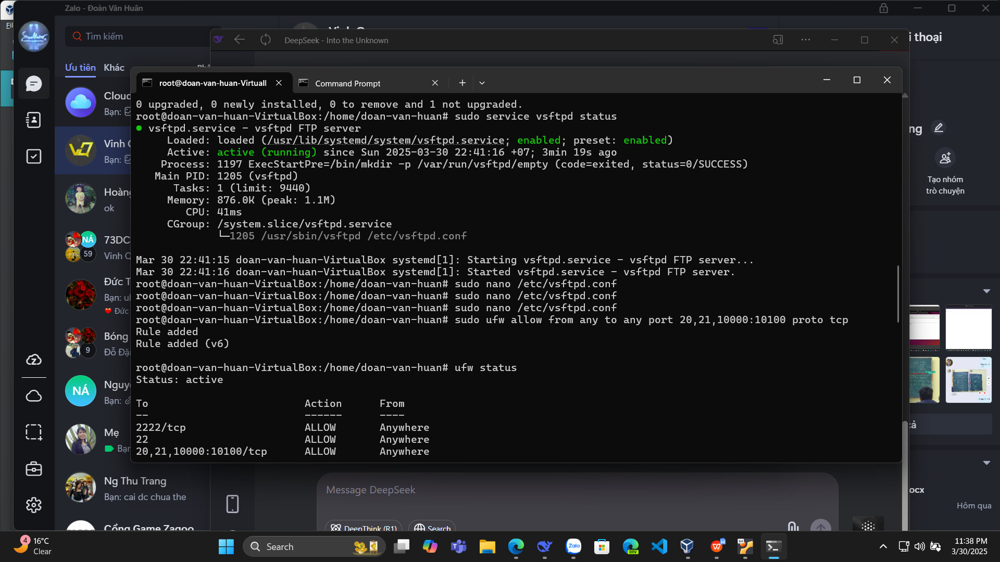 Zalo - Đoàn Văn Huân
Tìm kiếm
Ưu tiên Khác
Cloud
Bạn:
Vinh
Bạn:
Hoàng
ok
73DC
NÁ
59
Vinh Q
Đức T
Bạn: ul
Đức
Bóng
9
Đỗ Đặ
Nguy
NÁ
Bạn:
Mẹ
Bạn
Ng Thu Trang
Bạn: cai dc chua the
Cổng Game Zagoo
DeepSeek - Into the Unknown
root@doan-van-huan-Virtuall
Command Prompt
0 upgraded, 0 newly installed, 0 to remove and 1 not upgraded.
root@doan-van-huan-VirtualBox:/home/doan-van-huan# sudo service vsftpd status
● vsftpd.service - vsftpd FTP server
Loaded: loaded (/usr/lib/systemd/system/vsftpd.service; enabled; preset: enabled)
Active: active (running) since Sun 2025-03-30 22:41:16 +07; 3min 19s ago
Process: 1197 ExecStartPre=/bin/mkdir -p /var/run/vsftpd/empty (code=exited, status=0/SUCCESS)
Main PID: 1205 (vsftpd)
Tasks: 1 (limit: 9440)
Memory: 876.0K (peak: 1.1M)
CPU: 41ms
CGroup: /system.slice/vsftpd.service
└─1205 /usr/sbin/vsftpd /etc/vsftpd.conf
Mar 30 22:41:15 doan-van-huan-VirtualBox systemd[1]: Starting vsftpd.service - vsftpd FTP server...
Mar 30 22:41:16 doan-van-huan-VirtualBox systemd[1]: Started vsftpd.service - vsftpd FTP server.
root@doan-van-huan-VirtualBox:/home/doan-van-huan# sudo nano /etc/vsftpd.conf
root@doan-van-huan-VirtualBox:/home/doan-van-huan# sudo nano /etc/vsftpd.conf
root@doan-van-huan-VirtualBox:/home/doan-van-huan# sudo nano /etc/vsftpd.conf
root@doan-van-huan-VirtualBox:/home/doan-van-huan# sudo ufw allow from any to any port 20,21,10000:10100 proto tcp
Rule added
Rule added (v6)
root@doan-van-huan-VirtualBox:/home/doan-van-huan# ufw status
Status: active
To Action From
-- ------ ----
2222/tcp ALLOW Anywhere
22 ALLOW Anywhere
20,21,10000:10100/tcp ALLOW Anywhere
Message DeepSeek
DeepThink (R1)
Search
i thoại
ng
Tạo nhóm
trò chuyện
ả
ocx
Hôm qua
4
16°C
Clear
Search
Zalo
DEV
64
11:38 PM
3/30/2025